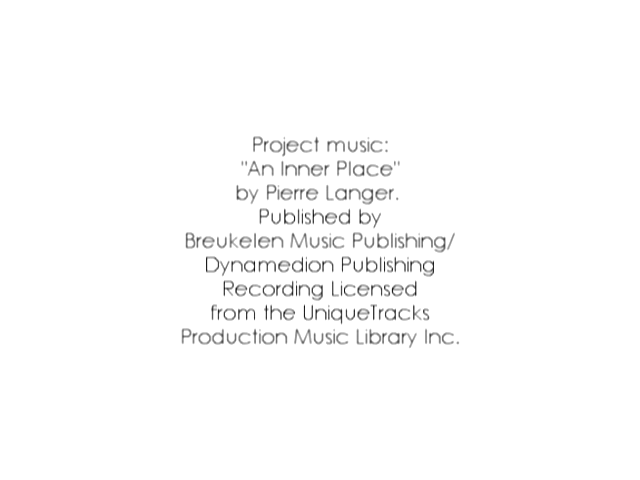 Project music:
"An Inner Place"
by Pierre Langer.
Published by
Breukelen Music Publishing/
Dynamedion Publishing
Recording Licensed
from the UniqueTracks
Production Music Library Inc.